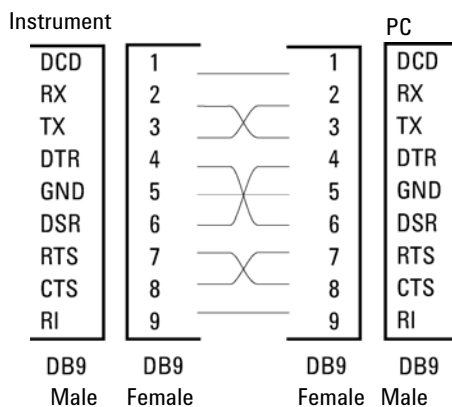 Instrument PC
DCD 1 1 DCD
RX 2 2 RX
TX 3 3 TX
DTR 4 4 DTR
GND 5 5 GND
DSR 6 6 DSR
RTS 7 7 RTS
CTS 8 8 CTS
RI 9 9 RI
DB9 DB9 DB9 DB9
Male Female Female Male